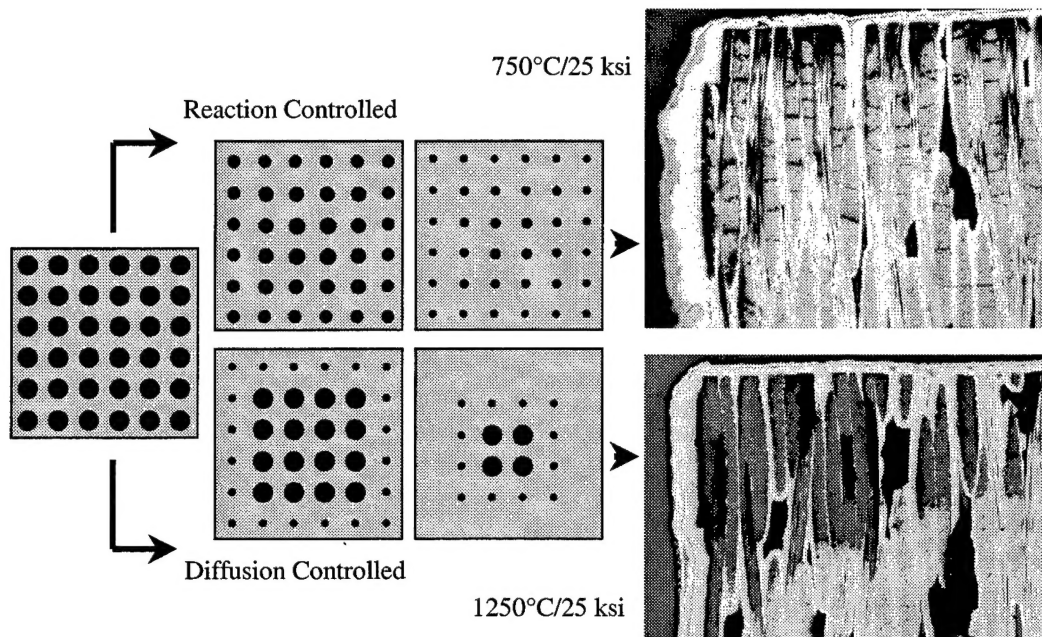 750°C/25 ksi
Reaction Controlled
Diffusion Controlled
1250°C/25 ksi